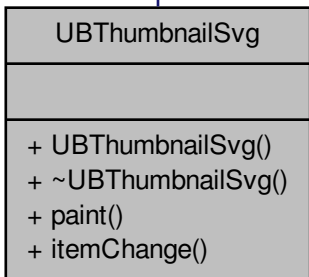 UBThumbnailSvg
+ UBThumbnailSvg()
+ ~UBThumbnailSvg()
+ paint()
+ itemChange()